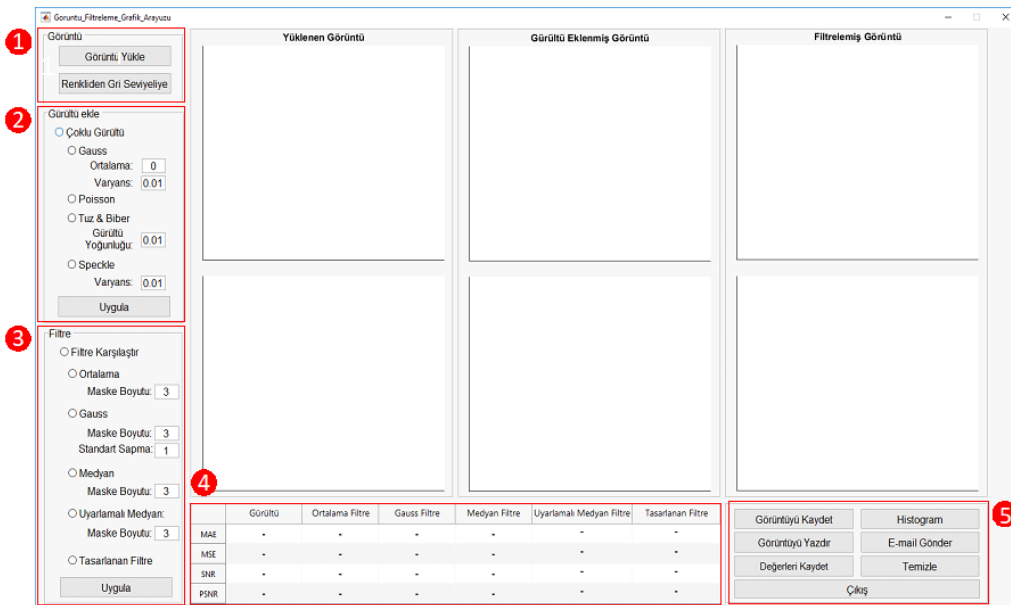 Goruntu_Filtreleme_Grafik_Arayuzu
1
Görüntü
Görüntü Yükle
Renkliden Gri Seviyeliye
2
Gürültü ekle
Çoklu Gürültü
Gauss
Ortalama: 0
Varyans: 0.01
Poisson
Tuz & Biber
Gürültü
Yoğunluğu: 0.01
Speckle
Varyans: 0.01
Uygula
3
Filtre
Filtre Karşılaştır
Ortalama
Maske Boyutu: 3
Gauss
Maske Boyutu: 3
Standart Sapma: 1
Medyan
Maske Boyutu: 3
Uyarlamalı Medyan:
Maske Boyutu: 3
Tasarlanan Filtre
Uygula
Yüklenen Görüntü
Gürültü Eklenmiş Görüntü
Filtrelemiş Görüntü
4
Gürültü Ortalama Filtre Gauss Filtre Medyan Filtre Uyarlamalı Medyan Filtre Tasarlanan Filtre
MAE - - - - - -
MSE - - - - - -
SNR - - - - - -
PSNR - - - - - -
5
Görüntüyü Kaydet Histogram
Görüntüyü Yazdır E-mail Gönder
Değerleri Kaydet Temizle
Çıkış